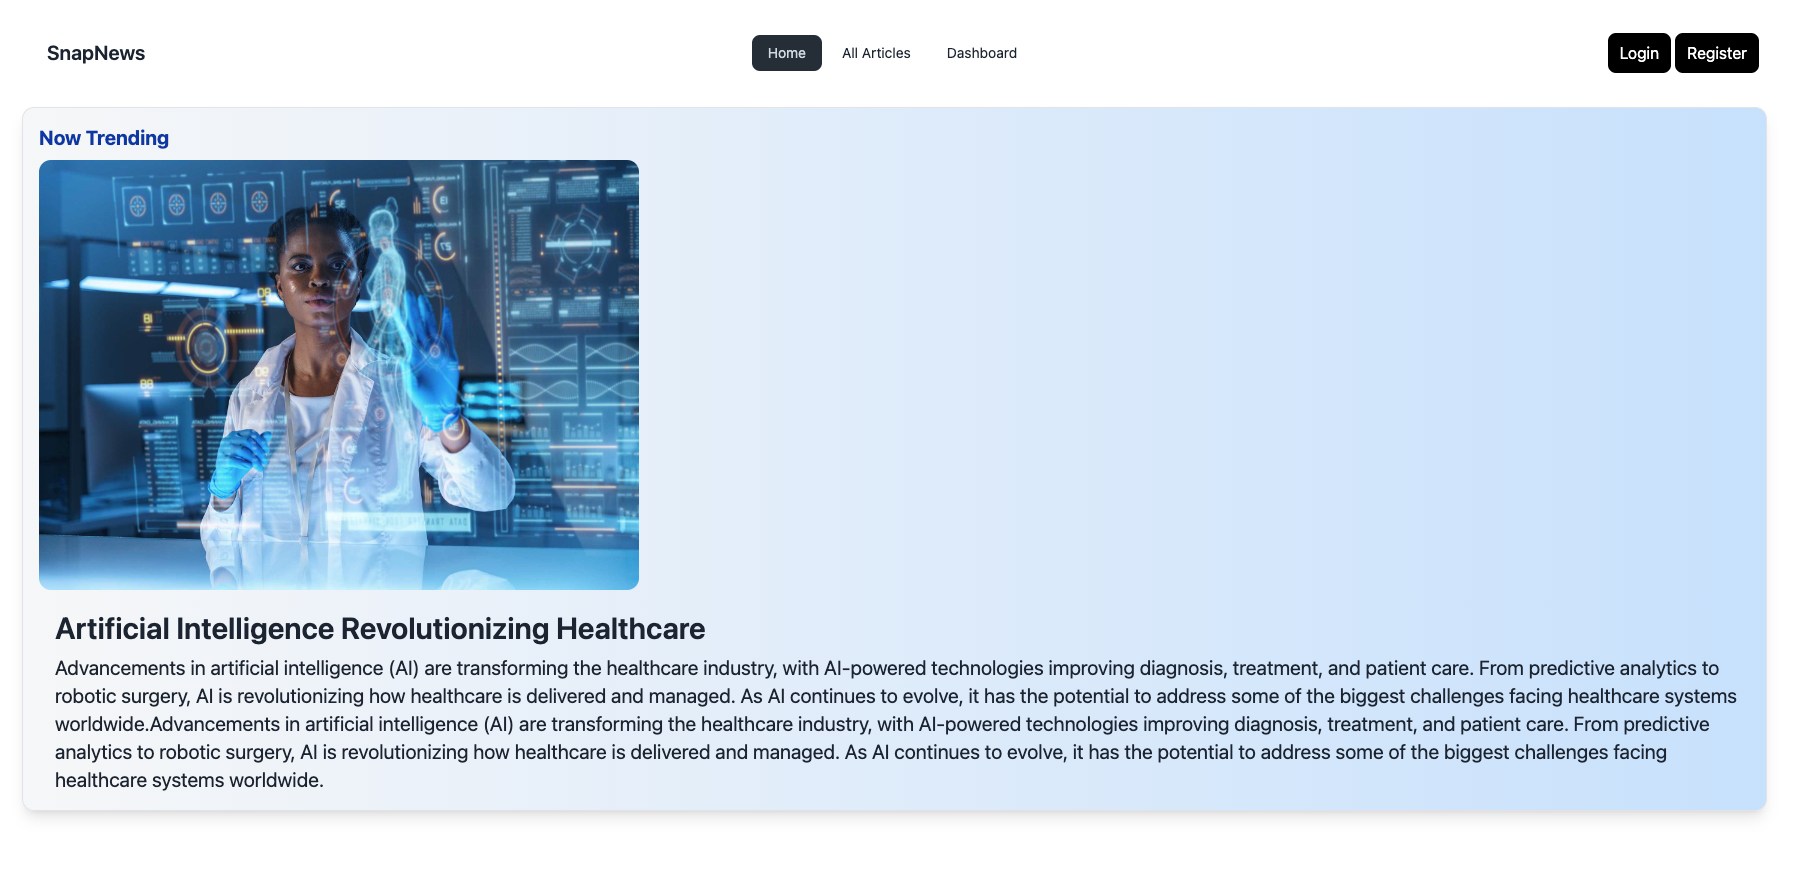 SnapNews
Home
All Articles
Dashboard
Login
Register
Now Trending
Artificial Intelligence Revolutionizing Healthcare
Advancements in artificial intelligence (AI) are transforming the healthcare industry, with AI-powered technologies improving diagnosis, treatment, and patient care. From predictive analytics to
robotic surgery, AI is revolutionizing how healthcare is delivered and managed. As AI continues to evolve, it has the potential to address some of the biggest challenges facing healthcare systems
worldwide.Advancements in artificial intelligence (AI) are transforming the healthcare industry, with AI-powered technologies improving diagnosis, treatment, and patient care. From predictive
analytics to robotic surgery, AI is revolutionizing how healthcare is delivered and managed. As AI continues to evolve, it has the potential to address some of the biggest challenges facing
healthcare systems worldwide.